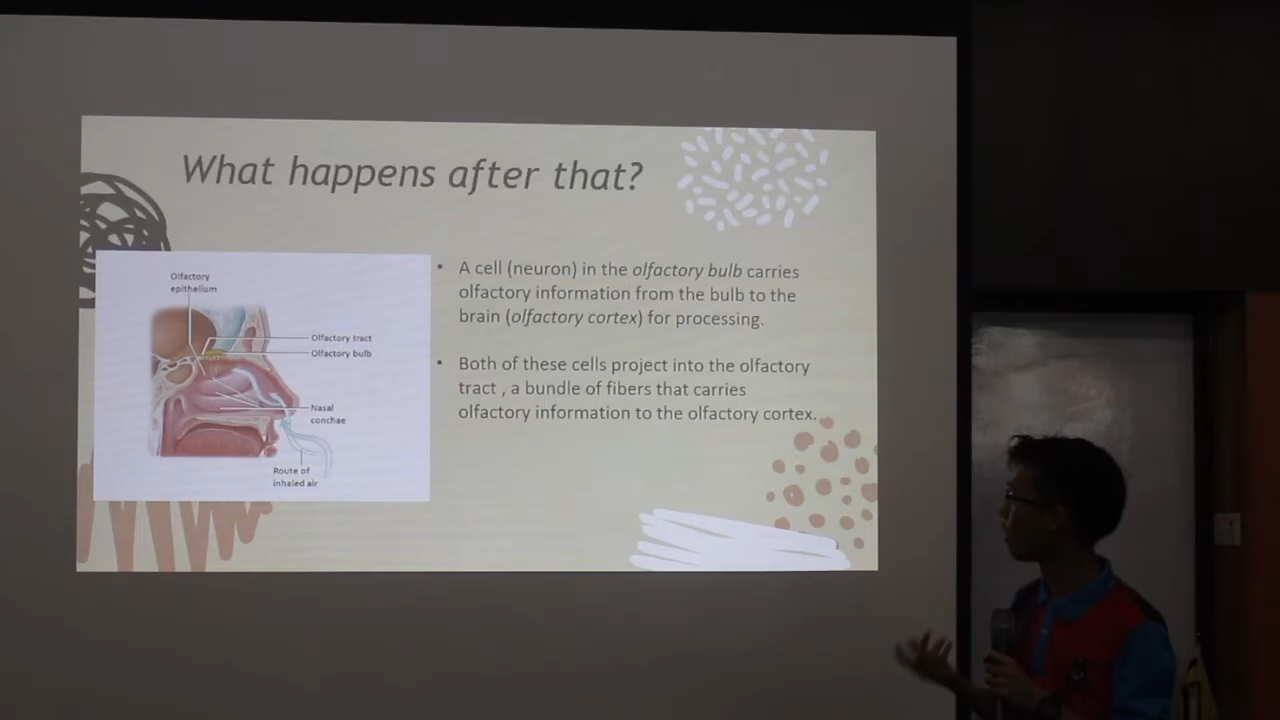 What happens after that?
Olfactory
epithelium
Olfactory tract
Olfactory bulb
Nasal
conchae
Route of
inhaled air
• A cell (neuron) in the olfactory bulb carries
olfactory information from the bulb to the
brain (olfactory cortex) for processing.
• Both of these cells project into the olfactory
tract , a bundle of fibers that carries
olfactory information to the olfactory cortex.